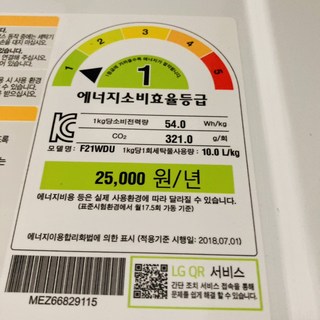 있습니다.
1 2 3 4 5
1
에너지소비효율등급
1kg당소비전력량 54.0 Wh/kg
CO₂ 321.0 g/회
모델명: F21WDU 1kg당1회세탁물사용량: 10.0 L/kg
25,000 원/년
에너지비용 등은 실제 사용환경에 따라 달라질 수 있습니다.
(표준시험환경에서 월17.5회 가동 기준)
에너지이용합리화법에 의한 표시 (적용기준 시행일: 2018.07.01)
MEZ66829115
LG QR 서비스
간단 조치 서비스 접속을 통해
문제를 쉽게 해결 할 수 있습니다.